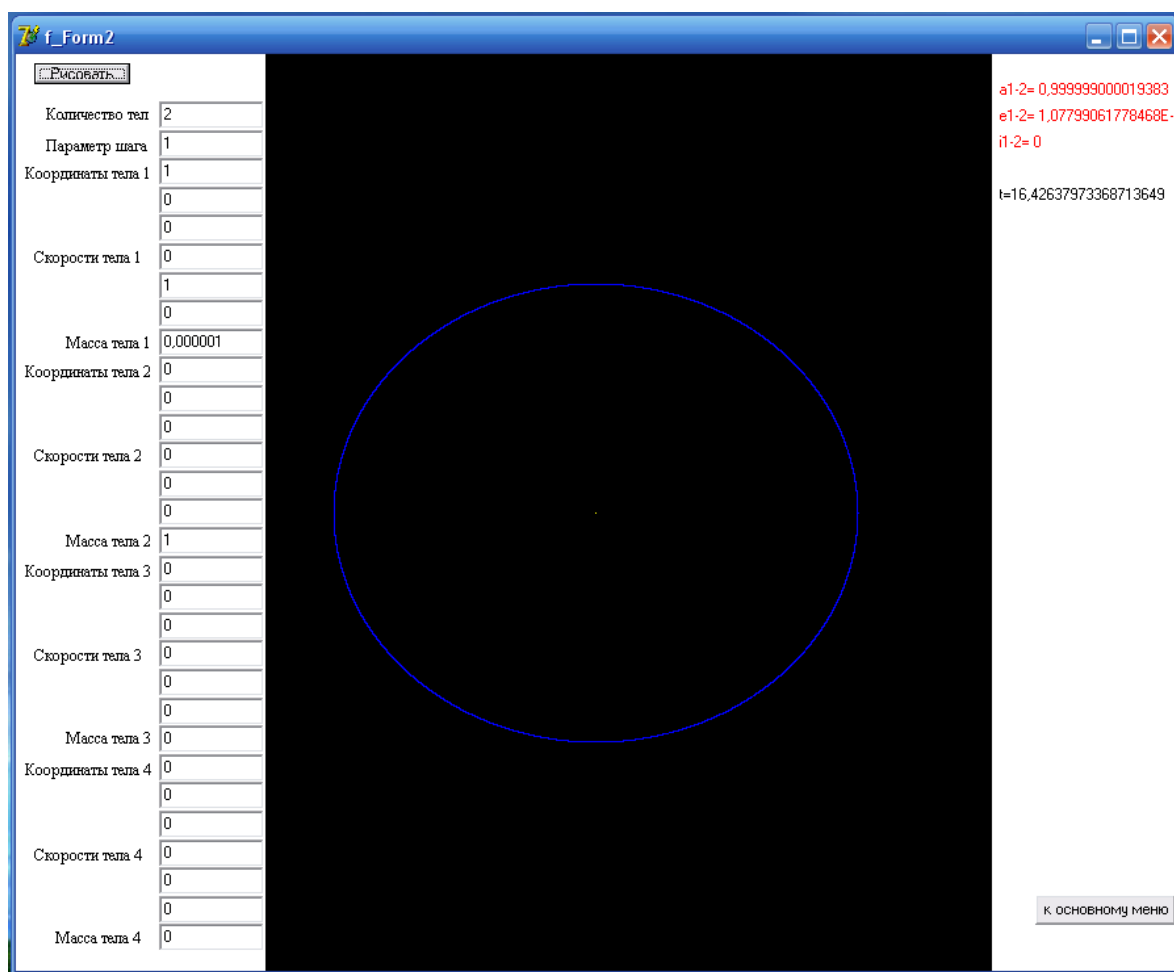 f_Form2
Рисовать
Количество тел 2
Параметр шага 1
Координаты тела 1 1
0
0
Скорости тела 1 0
1
0
Масса тела 1 0,000001
Координаты тела 2 0
0
0
Скорости тела 2 0
0
0
Масса тела 2 1
Координаты тела 3 0
0
0
Скорости тела 3 0
0
0
Масса тела 3 0
Координаты тела 4 0
0
0
Скорости тела 4 0
0
0
Масса тела 4 0
a1-2= 0,999999000019383
e1-2= 1,07799061778468E-
i1-2= 0
t=16,42637973368713649
к основному меню